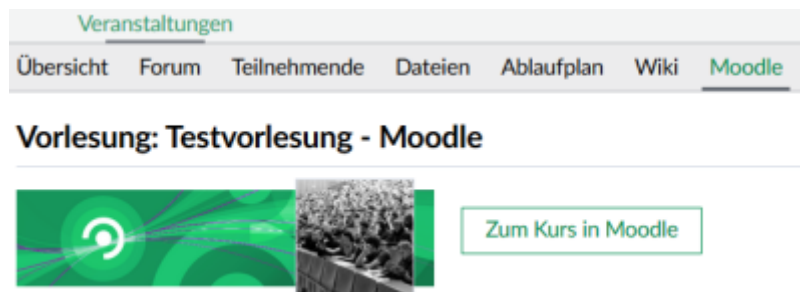 Veranstaltungen
Übersicht Forum Teilnehmende Dateien Ablaufplan Wiki Moodle
Vorlesung: Testvorlesung - Moodle
Zum Kurs in Moodle